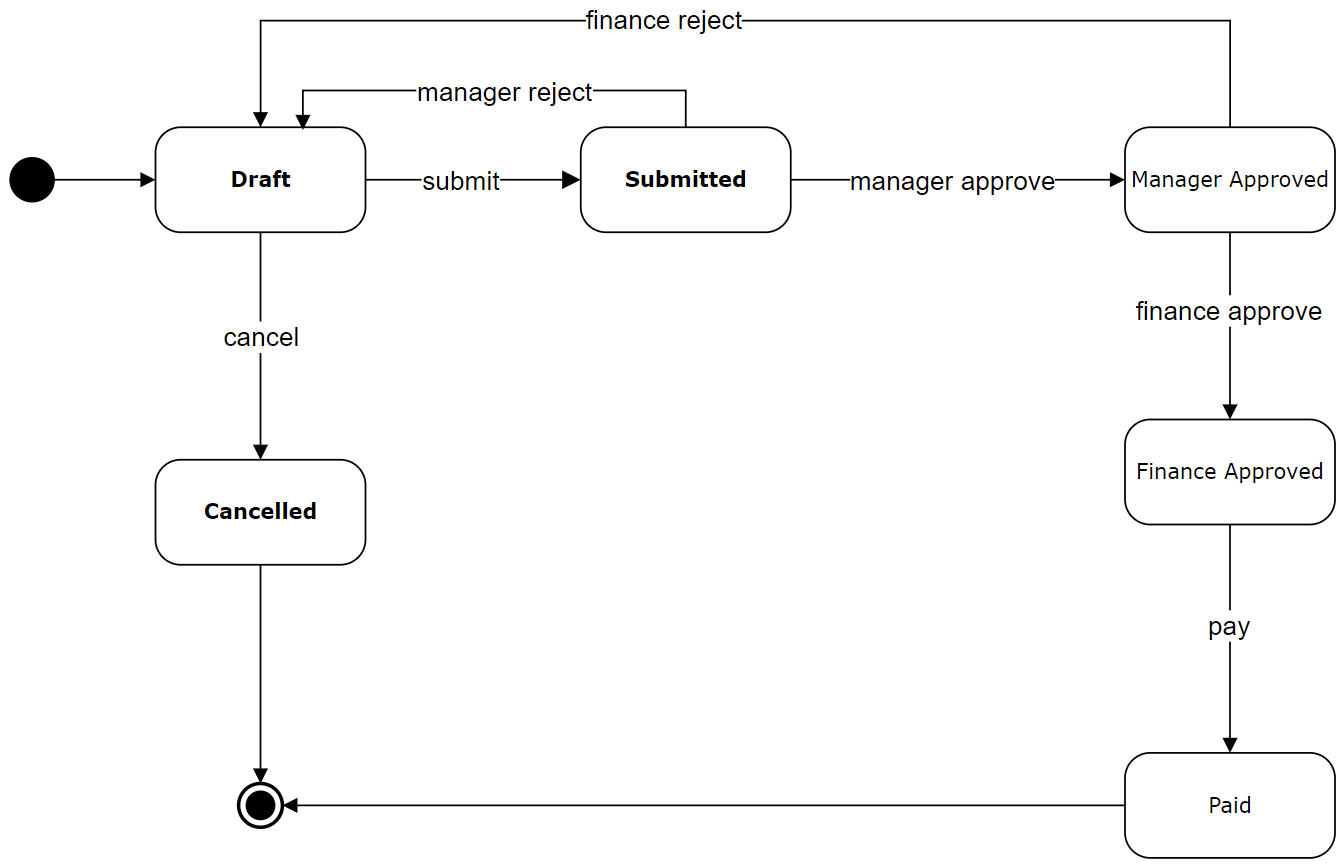 finance reject
manager reject
Draft
submit
Submitted
manager approve
Manager Approved
finance approve
cancel
Finance Approved
Cancelled
pay
Paid